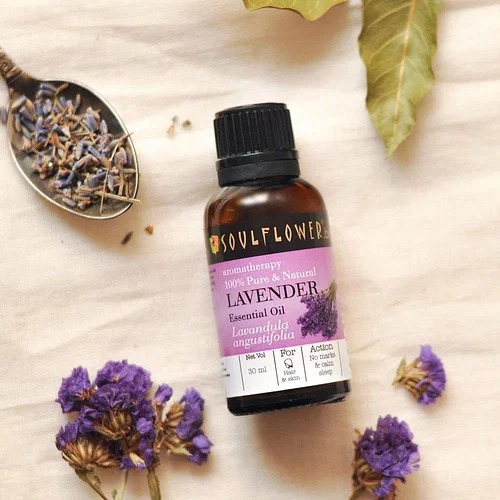 SOULFLOWER
aromatherapy
100% Pure & Natural
LAVENDER
Essential Oil
Lavandula
angustifolia
Net Vol
30 ml
For
Hair
& skin
Action
No marks
& calm
sleep